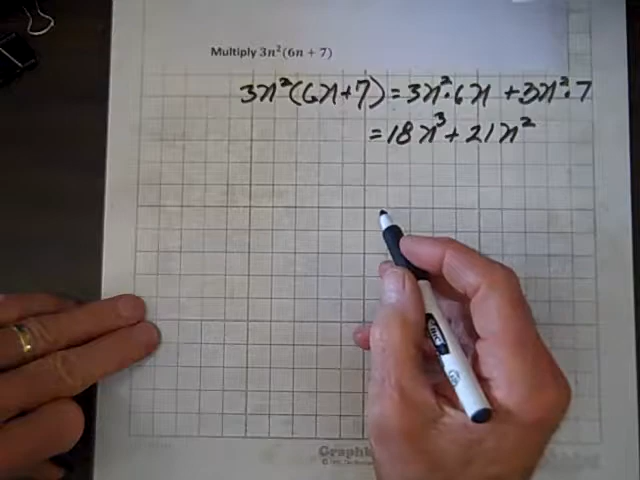 Multiply 3n²(6n + 7)
3n²(6n+7) = 3n²·6n + 3n²·7
= 18n³ + 21n²